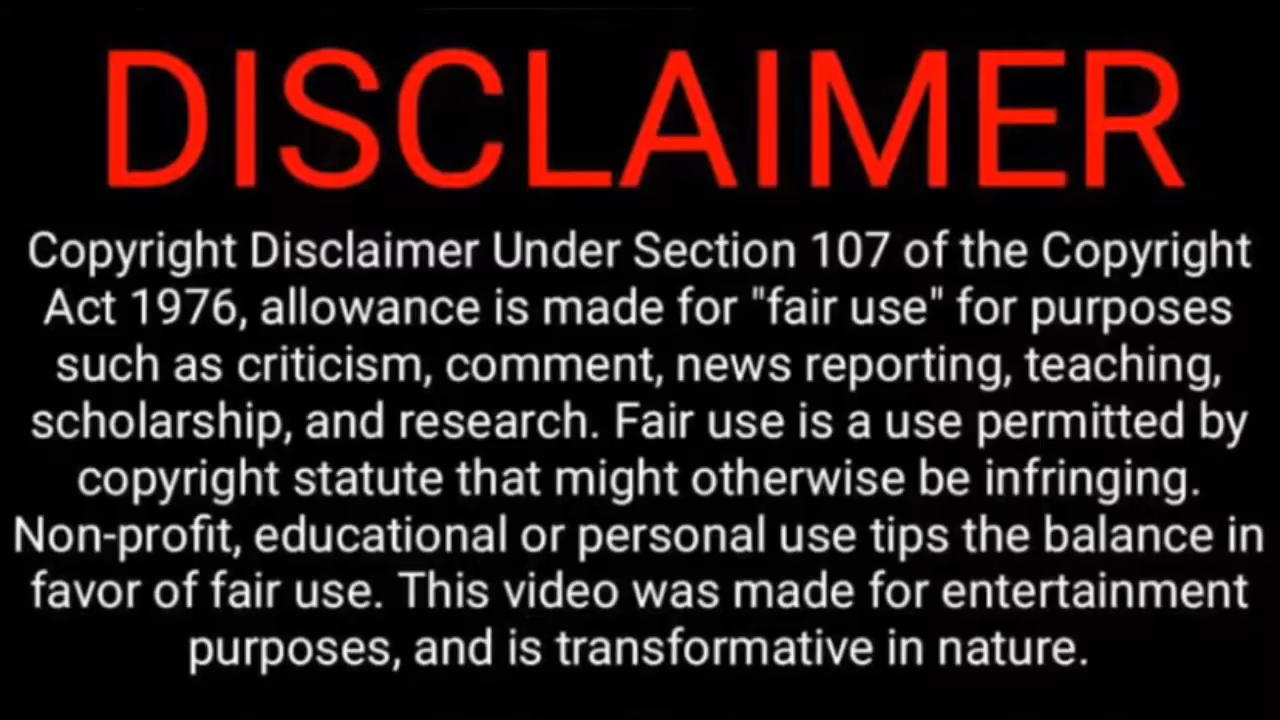 DISCLAIMER
Copyright Disclaimer Under Section 107 of the Copyright
Act 1976, allowance is made for "fair use" for purposes
such as criticism, comment, news reporting, teaching,
scholarship, and research. Fair use is a use permitted by
copyright statute that might otherwise be infringing.
Non-profit, educational or personal use tips the balance in
favor of fair use. This video was made for entertainment
purposes, and is transformative in nature.